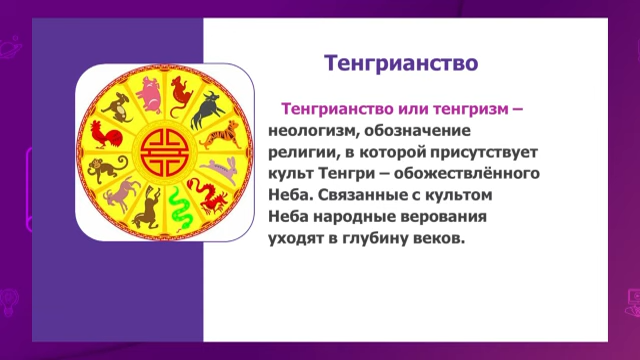 Тенгрианство
Тенгрианство или тенгризм –
неологизм, обозначение
религии, в которой присутствует
культ Тенгри – обожествлённого
Неба. Связанные с культом
Неба народные верования
уходят в глубину веков.